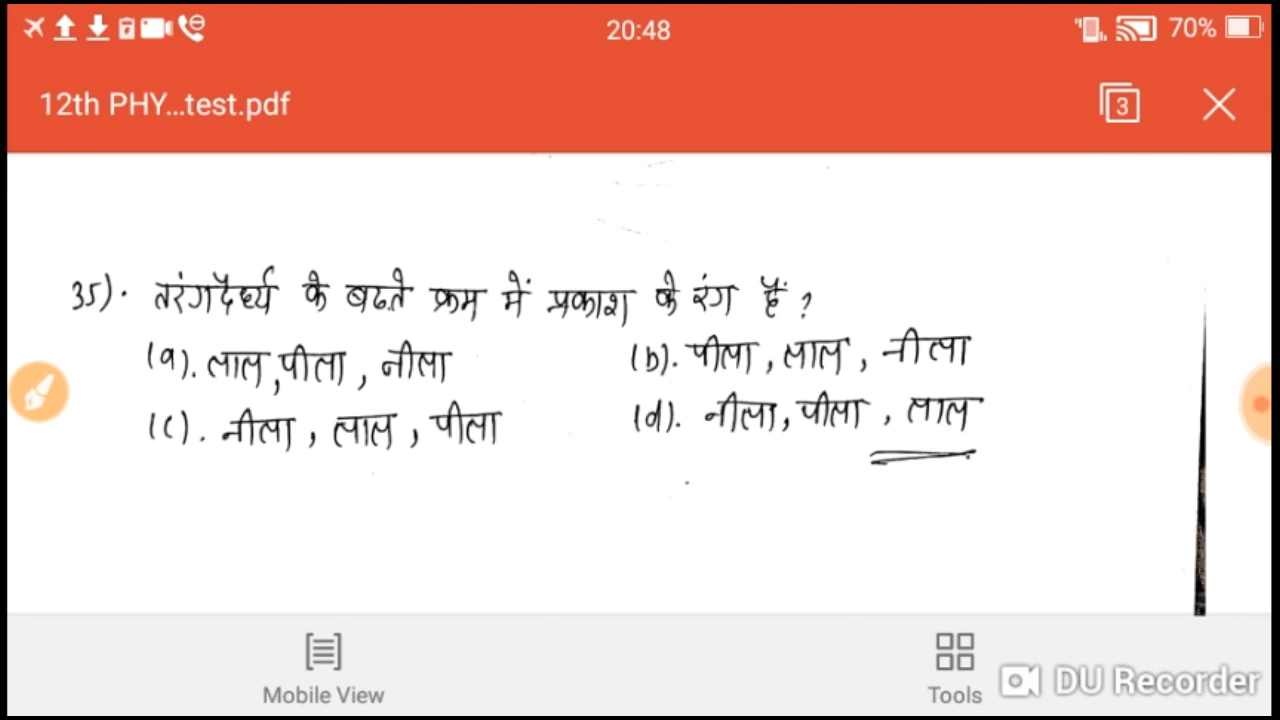 20:48
70%
12th PHY...test.pdf
3
35). तरंगदैर्ध्य के बढ़ते क्रम में प्रकाश के रंग हैं ?
(a). लाल, पीला, नीला
(b). पीला, लाल, नीला
(c). नीला, लाल, पीला
(d). नीला, पीला, लाल
Mobile View
Tools
DU Recorder